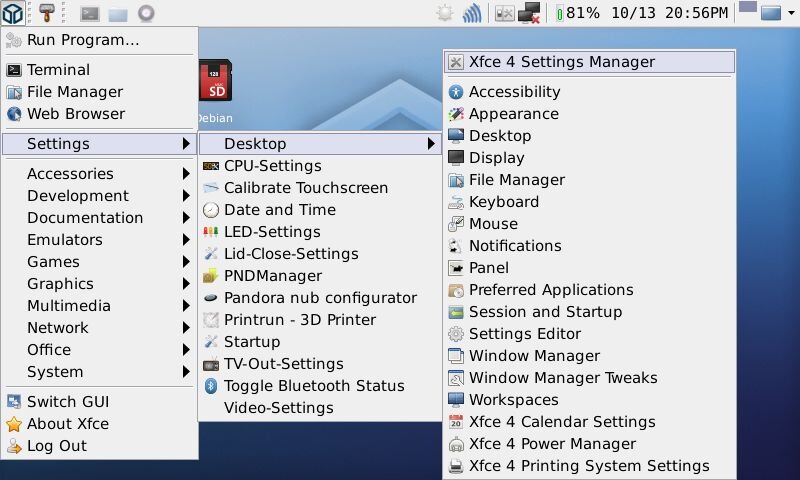 81% 10/13 20:56PM
Run Program...
Terminal
File Manager
Web Browser
Settings
Accessories
Development
Documentation
Emulators
Games
Graphics
Multimedia
Network
Office
System
Switch GUI
About Xfce
Log Out
128
SD
Debian
Desktop
CPU-Settings
Calibrate Touchscreen
Date and Time
LED-Settings
Lid-Close-Settings
PNDManager
Pandora nub configurator
Printrun - 3D Printer
Startup
TV-Out-Settings
Toggle Bluetooth Status
Video-Settings
Xfce 4 Settings Manager
Accessibility
Appearance
Desktop
Display
File Manager
Keyboard
Mouse
Notifications
Panel
Preferred Applications
Session and Startup
Settings Editor
Window Manager
Window Manager Tweaks
Workspaces
Xfce 4 Calendar Settings
Xfce 4 Power Manager
Xfce 4 Printing System Settings